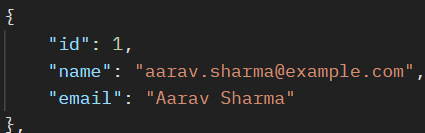 {
"id": 1,
"name": "aarav.sharma@example.com",
"email": "Aarav Sharma"
},